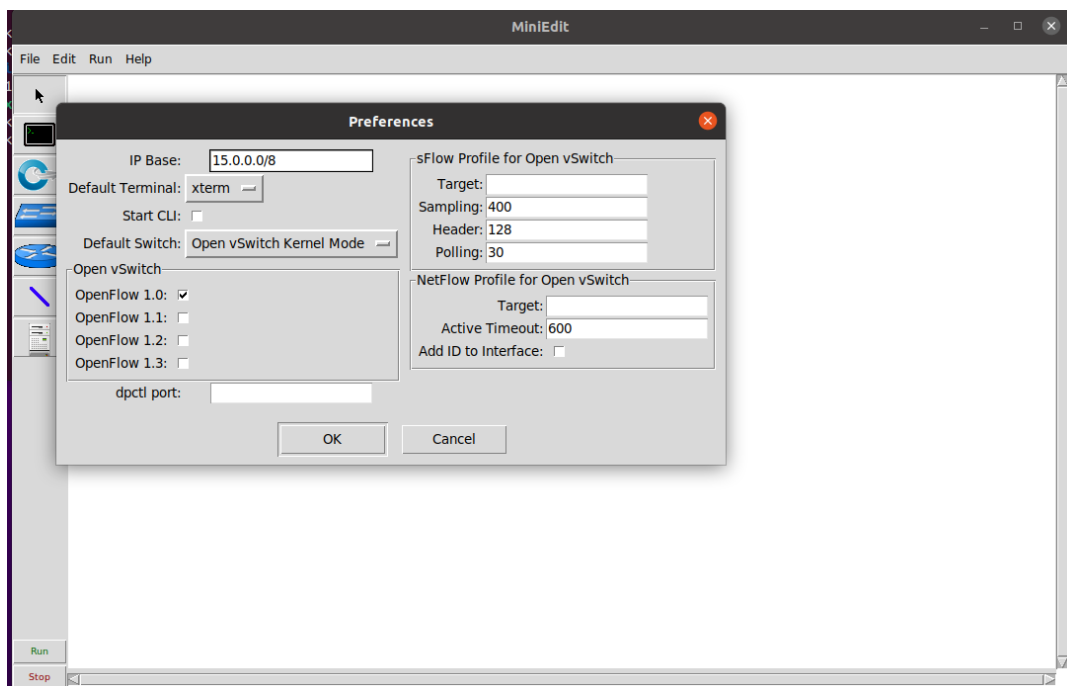 MiniEdit
File Edit Run Help
Preferences
IP Base: 15.0.0.0/8
Default Terminal: xterm
Start CLI:
Default Switch: Open vSwitch Kernel Mode
Open vSwitch
OpenFlow 1.0:
OpenFlow 1.1:
OpenFlow 1.2:
OpenFlow 1.3:
dpctl port:
sFlow Profile for Open vSwitch
Target:
Sampling: 400
Header: 128
Polling: 30
NetFlow Profile for Open vSwitch
Target:
Active Timeout: 600
Add ID to Interface:
OK Cancel
Run
Stop